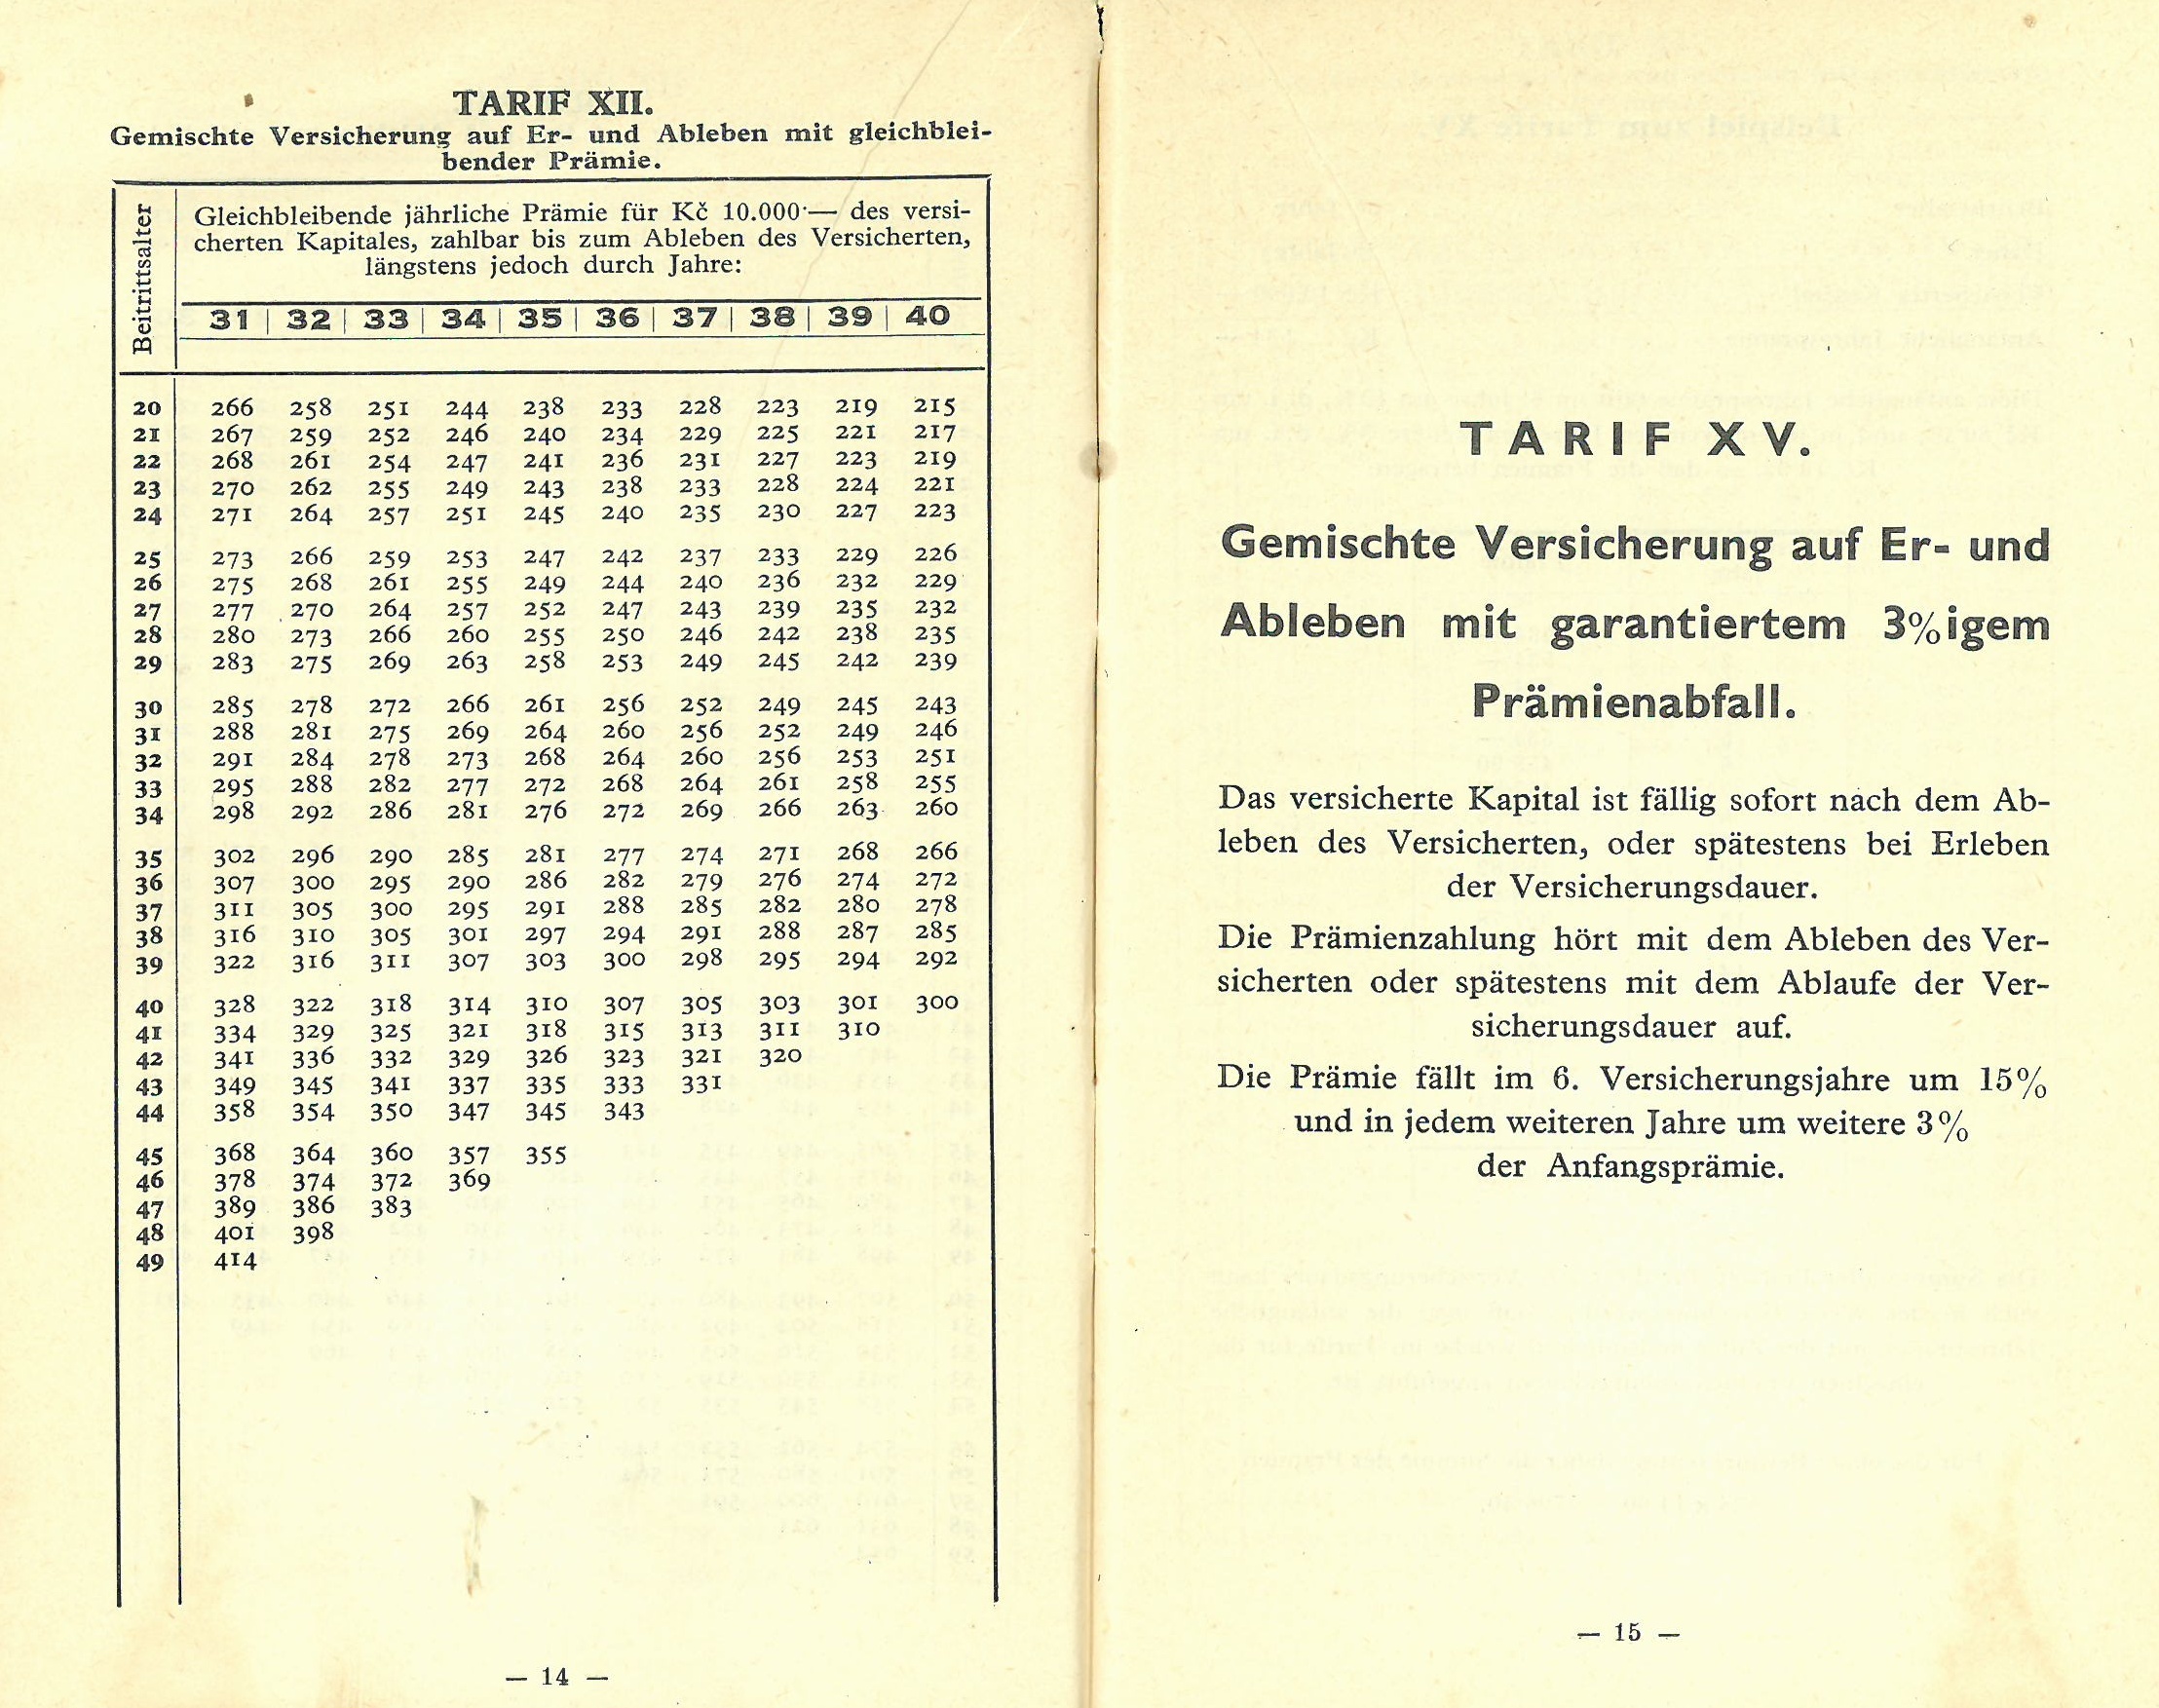 TARIF XII.
Gemischte Versicherung auf Er- und Ableben mit gleichblei-
bender Prämie.
Beitrittsalter
Gleichbleibende jährliche Prämie für Kč 10.000·— des versi-
cherten Kapitales, zahlbar bis zum Ableben des Versicherten,
längstens jedoch durch Jahre:
31 | 32 | 33 | 34 | 35 | 36 | 37 | 38 | 39 | 40
20 266 258 251 244 238 233 228 223 219 215
21 267 259 252 246 240 234 229 225 221 217
22 268 261 254 247 241 236 231 227 223 219
23 270 262 255 249 243 238 233 228 224 221
24 271 264 257 251 245 240 235 230 227 223
25 273 266 259 253 247 242 237 233 229 226
26 275 268 261 255 249 244 240 236 232 229
27 277 270 264 257 252 247 243 239 235 232
28 280 273 266 260 255 250 246 242 238 235
29 283 275 269 263 258 253 249 245 242 239
30 285 278 272 266 261 256 252 249 245 243
31 288 281 275 269 264 260 256 252 249 246
32 291 284 278 273 268 264 260 256 253 251
33 295 288 282 277 272 268 264 261 258 255
34 298 292 286 281 276 272 269 266 263 260
35 302 296 290 285 281 277 274 271 268 266
36 307 300 295 290 286 282 279 276 274 272
37 311 305 300 295 291 288 285 282 280 278
38 316 310 305 301 297 294 291 288 287 285
39 322 316 311 307 303 300 298 295 294 292
40 328 322 318 314 310 307 305 303 301 300
41 334 329 325 321 318 315 313 311 310
42 341 336 332 329 326 323 321 320
43 349 345 341 337 335 333 331
44 358 354 350 347 345 343
45 368 364 360 357 355
46 378 374 372 369
47 389 386 383
48 401 398
49 414
— 14 —
TARIF XV.
Gemischte Versicherung auf Er- und
Ableben mit garantiertem 3%igem
Prämienabfall.
Das versicherte Kapital ist fällig sofort nach dem Ab-
leben des Versicherten, oder spätestens bei Erleben
der Versicherungsdauer.
Die Prämienzahlung hört mit dem Ableben des Ver-
sicherten oder spätestens mit dem Ablaufe der Ver-
sicherungsdauer auf.
Die Prämie fällt im 6. Versicherungsjahre um 15%
und in jedem weiteren Jahre um weitere 3%
der Anfangsprämie.
— 15 —